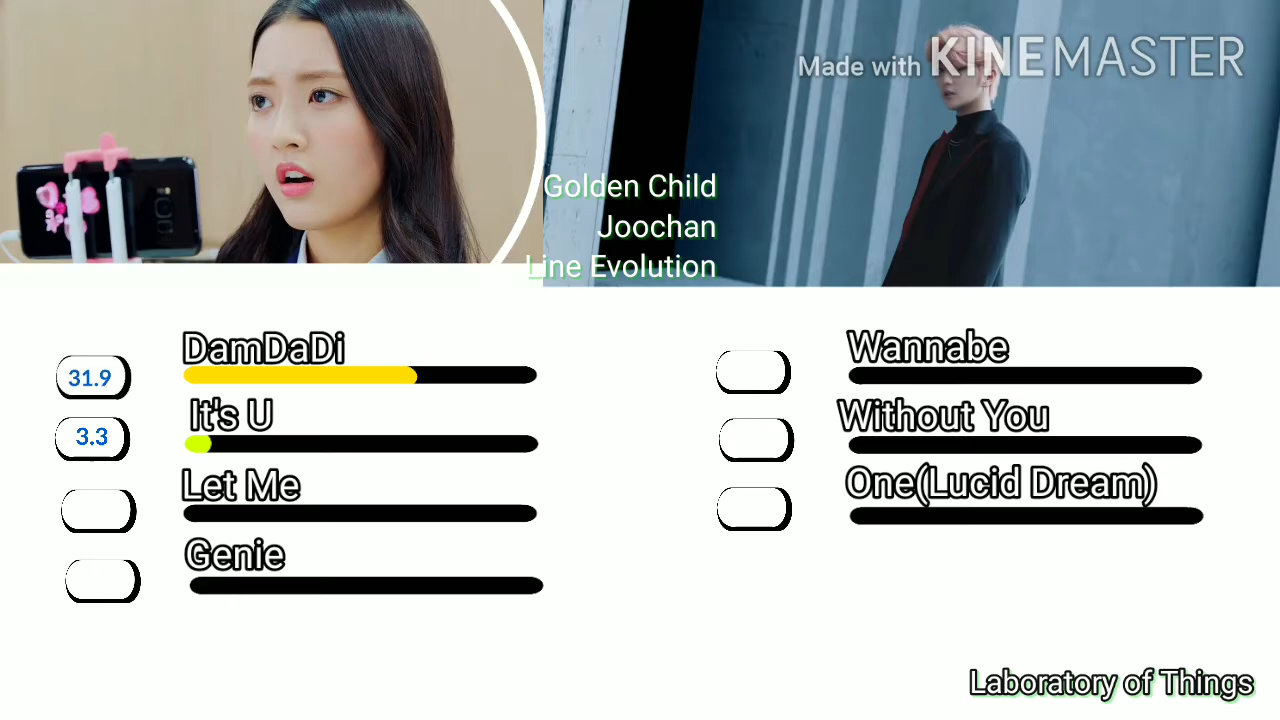 Made with KINEMASTER
Golden Child
Joochan
Line Evolution
DamDaDi
31.9
It's U
3.3
Let Me
Genie
Wannabe
Without You
One(Lucid Dream)
Laboratory of Things